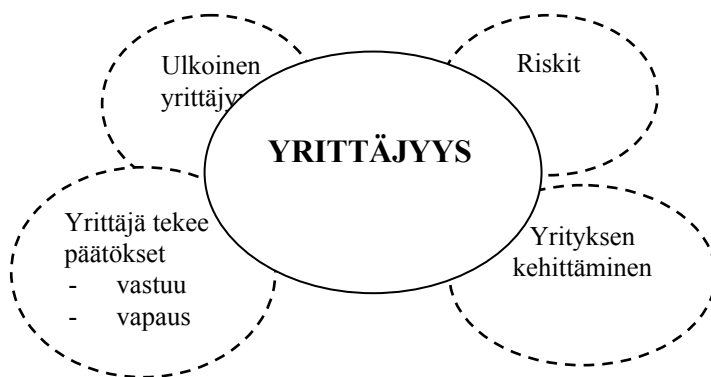 Ulkoinen
yrittäjy
Riskit
YRITTÄJYYS
Yrittäjä tekee
päätökset
- vastuu
- vapaus
Yrityksen
kehittäminen